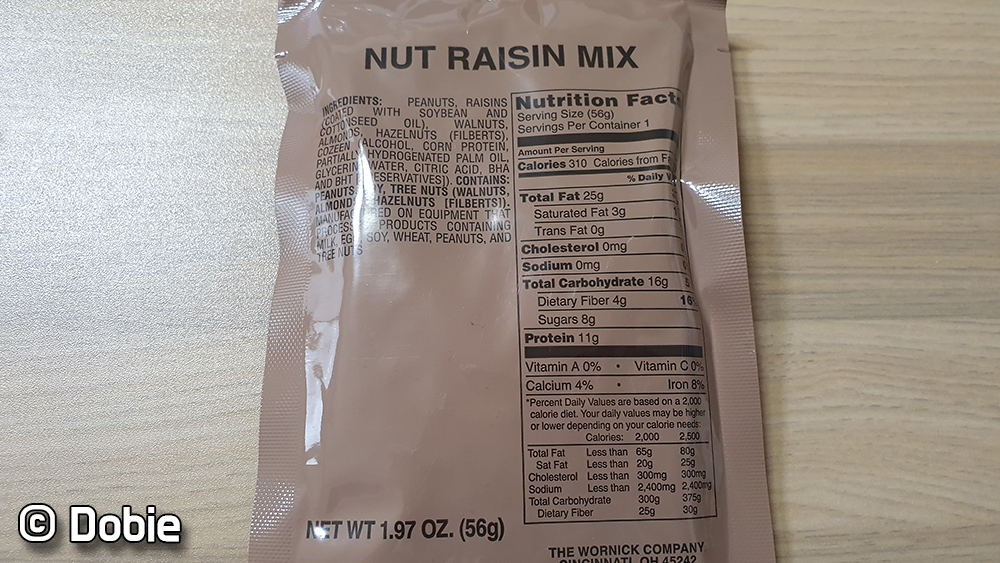 NUT RAISIN MIX
INGREDIENTS: PEANUTS, RAISINS
(COATED WITH SOYBEAN AND
COTTONSEED OIL), WALNUTS,
ALMONDS, HAZELNUTS (FILBERTS),
COZEEN ALCOHOL, CORN PROTEIN,
PARTIALLY HYDROGENATED PALM OIL,
GLYCERIN, WATER, CITRIC ACID, BHA
AND BHT [PRESERVATIVES]). CONTAINS:
PEANUTS, SOY, TREE NUTS (WALNUTS,
ALMONDS, HAZELNUTS [FILBERTS]).
MANUFACTURED ON EQUIPMENT THAT
PROCESSES PRODUCTS CONTAINING
MILK, EGG, SOY, WHEAT, PEANUTS, AND
TREE NUTS
NET WT 1.97 OZ. (56g)
Nutrition Fact
Serving Size (56g)
Servings Per Container 1
Amount Per Serving
Calories 310 Calories from
% Daily
Total Fat 25g
Saturated Fat 3g
Trans Fat 0g
Cholesterol 0mg
Sodium 0mg
Total Carbohydrate 16g 5
Dietary Fiber 4g 16
Sugars 8g
Protein 11g
Vitamin A 0% • Vitamin C 0%
Calcium 4% • Iron 8%
*Percent Daily Values are based on a 2,000
calorie diet. Your daily values may be higher
or lower depending on your calorie needs:
Calories: 2,000 2,500
Total Fat Less than 65g 80g
Sat Fat Less than 20g 25g
Cholesterol Less than 300mg 300mg
Sodium Less than 2,400mg 2,400mg
Total Carbohydrate 300g 375g
Dietary Fiber 25g 30g
THE WORNICK COMPANY
CINCINNATI, OH 45242
© Dobie